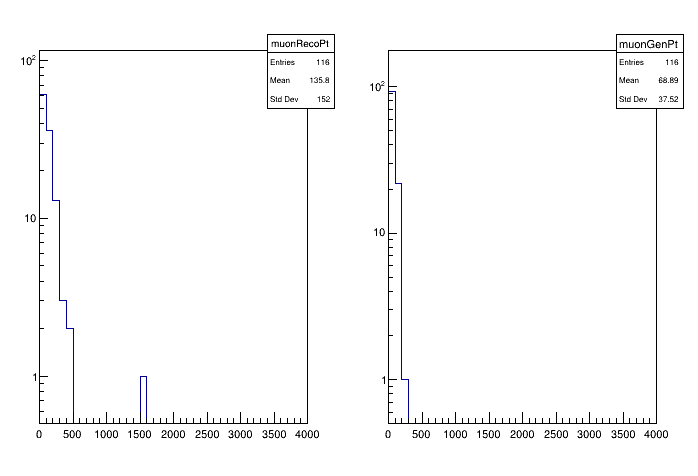 muonRecoPt
Entries 116
Mean 135.8
Std Dev 152
10²
10
1
0 500 1000 1500 2000 2500 3000 3500 4000
muonGenPt
Entries 116
Mean 68.89
Std Dev 37.52
10²
10
1
0 500 1000 1500 2000 2500 3000 3500 4000